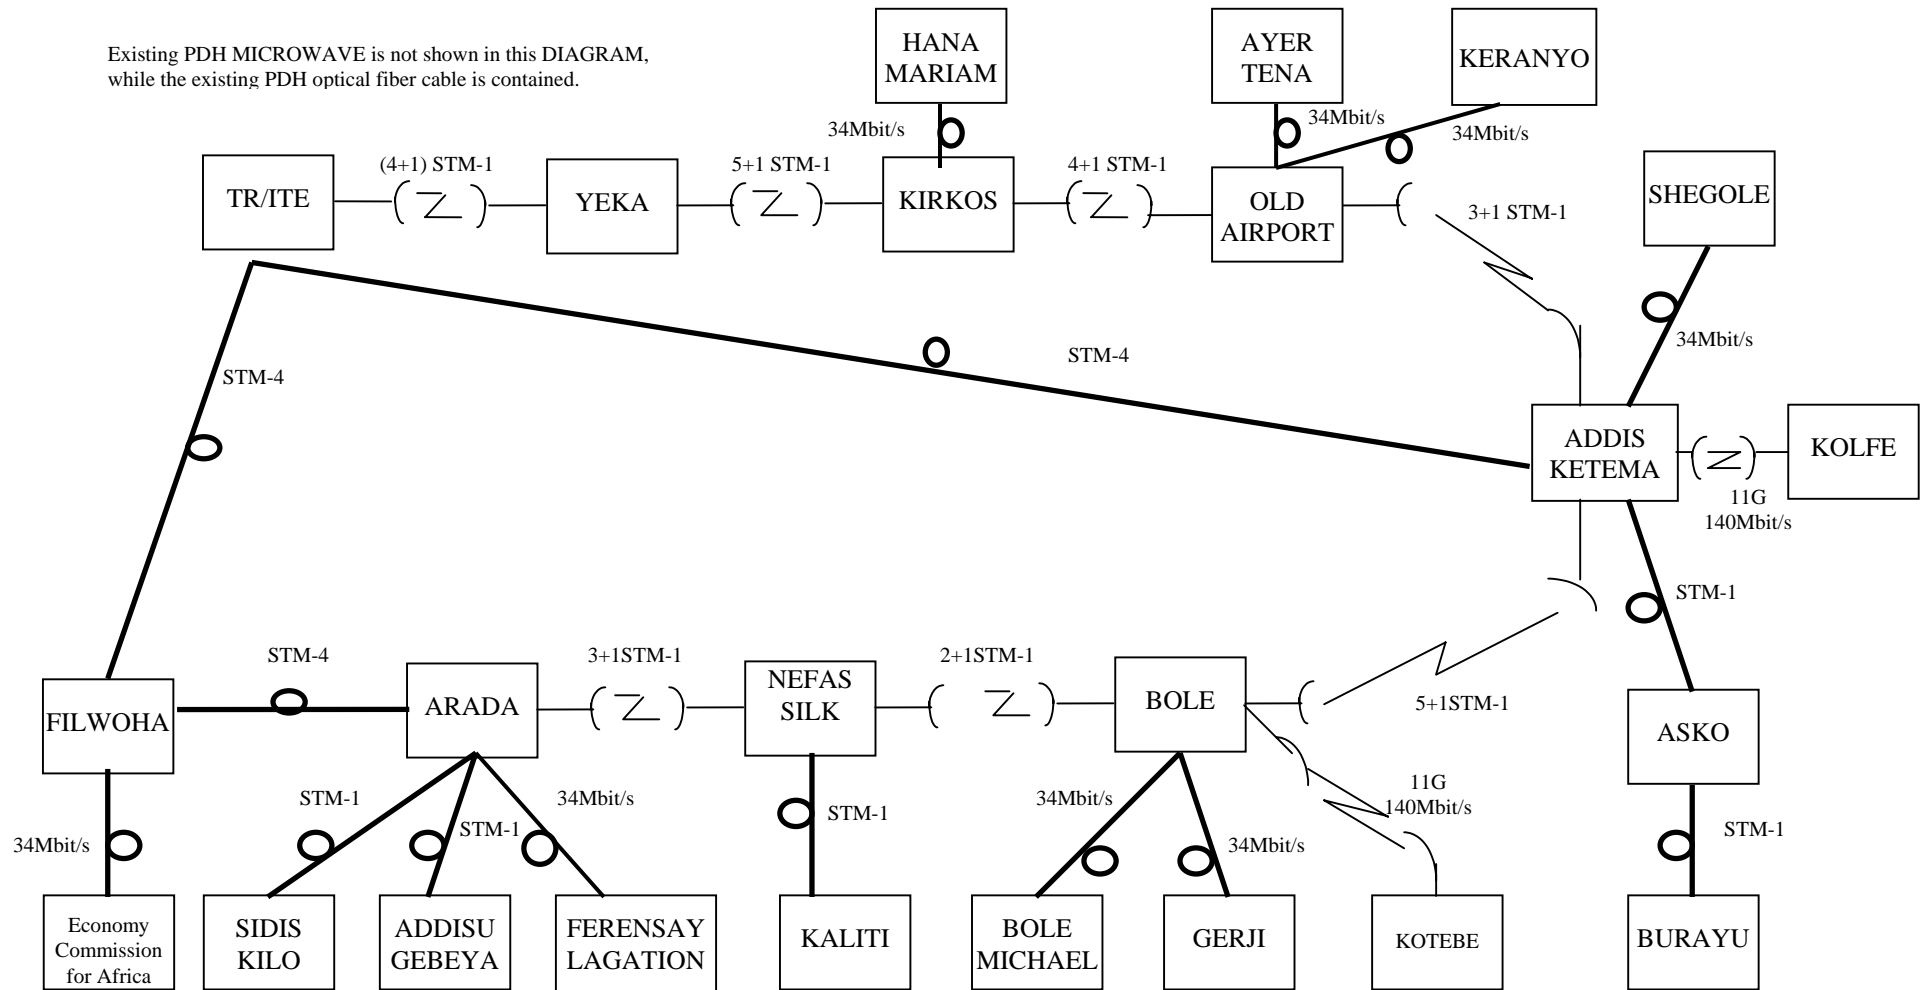 Existing PDH MICROWAVE is not shown in this DIAGRAM,
while the existing PDH optical fiber cable is contained.
HANA
MARIAM
AYER
TENA
KERANYO
34Mbit/s
34Mbit/s
34Mbit/s
TR/ITE
(4+1) STM-1
YEKA
5+1 STM-1
KIRKOS
4+1 STM-1
OLD
AIRPORT
3+1 STM-1
SHEGOLE
34Mbit/s
STM-4
STM-4
ADDIS
KETEMA
KOLFE
11G
140Mbit/s
STM-1
FILWOHA
STM-4
ARADA
3+1STM-1
NEFAS
SILK
2+1STM-1
BOLE
5+1STM-1
ASKO
34Mbit/s
STM-1
STM-1
34Mbit/s
STM-1
34Mbit/s
34Mbit/s
11G
140Mbit/s
STM-1
Economy
Commission
for Africa
SIDIS
KILO
ADDISU
GEBEYA
FERENSAY
LAGATION
KALITI
BOLE
MICHAEL
GERJI
KOTEBE
BURAYU